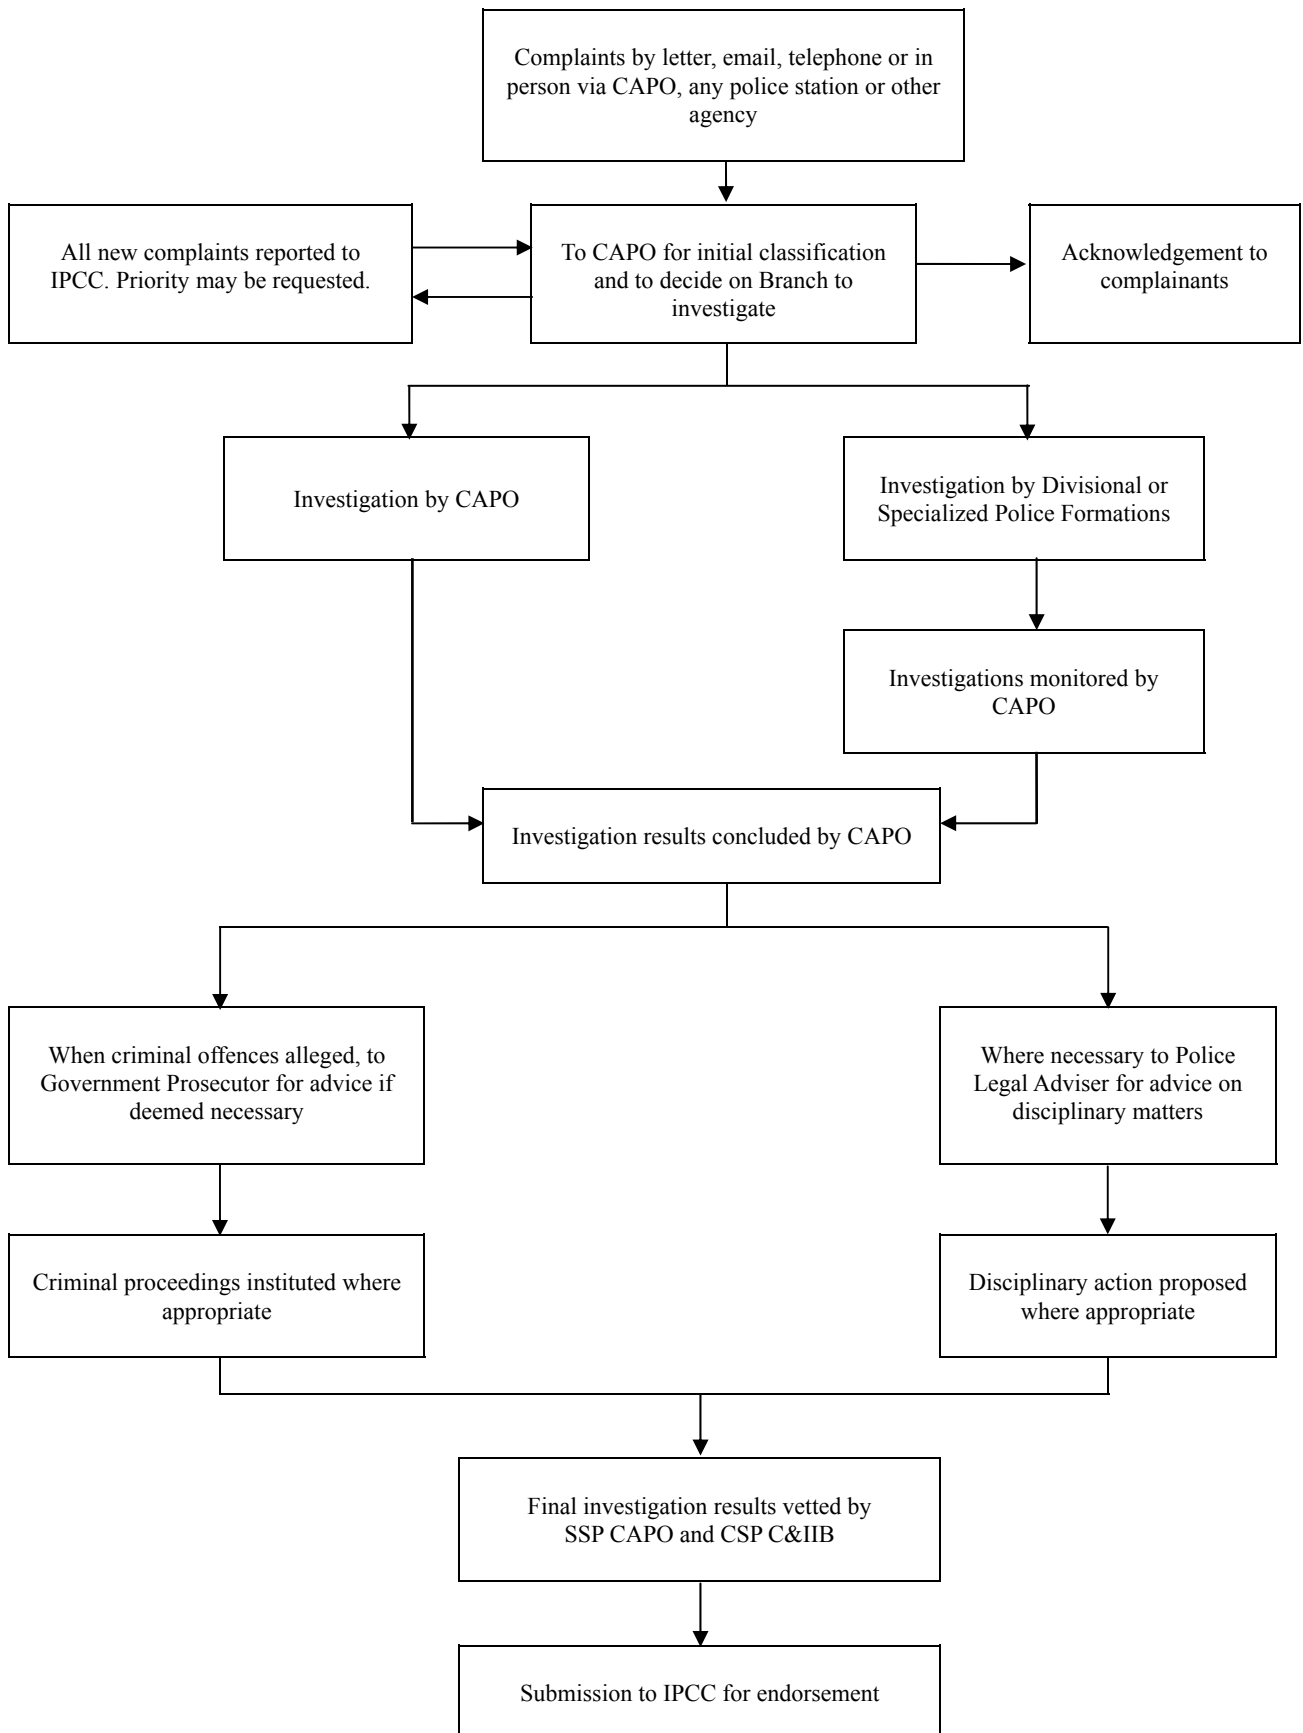 Complaints by letter, email, telephone or in
person via CAPO, any police station or other
agency
All new complaints reported to
IPCC. Priority may be requested.
To CAPO for initial classification
and to decide on Branch to
investigate
Acknowledgement to
complainants
Investigation by CAPO
Investigation by Divisional or
Specialized Police Formations
Investigations monitored by
CAPO
Investigation results concluded by CAPO
When criminal offences alleged, to
Government Prosecutor for advice if
deemed necessary
Where necessary to Police
Legal Adviser for advice on
disciplinary matters
Criminal proceedings instituted where
appropriate
Disciplinary action proposed
where appropriate
Final investigation results vetted by
SSP CAPO and CSP C&IIB
Submission to IPCC for endorsement